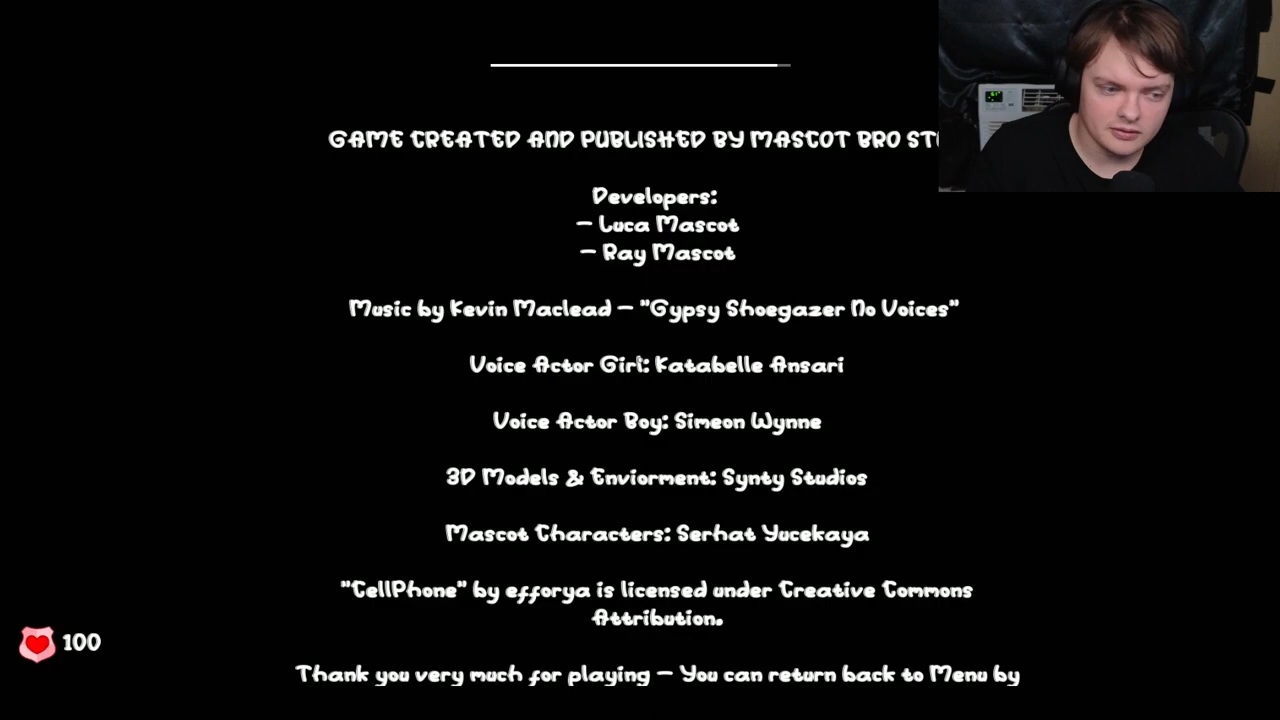 GAME CREATED AND PUBLISHED BY MASCOT BRO
Developers:
- Luca Mascot
- Ray Mascot
Music by Kevin Maclead - "Gypsy Shoegazer No Voices"
Voice Actor Girl: Katabelle Ansari
Voice Actor Boy: Simeon Wynne
3D Models & Enviorment: Synty Studios
Mascot Characters: Serhat Yucekaya
"CellPhone" by efforya is licensed under Creative Commons
Attribution.
100
Thank you very much for playing - You can return back to Menu by